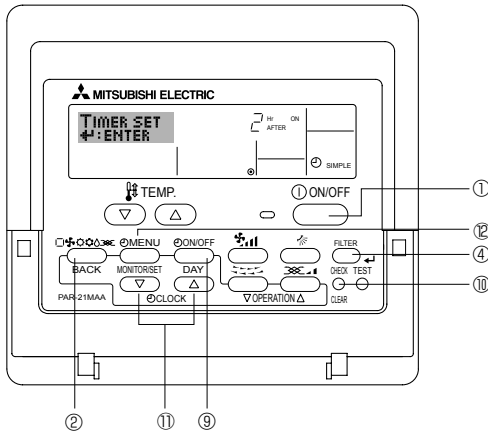 MITSUBISHI ELECTRIC
TIMER SET
↵:ENTER
2 Hr ON
AFTER
SIMPLE
TEMP.
ON/OFF
①
⑫
MENU
ON/OFF
FILTER
④
BACK
MONITOR/SET
DAY
CHECK TEST
PAR-21MAA
CLOCK
OPERATION
CLEAR
⑩
②
⑪
⑨